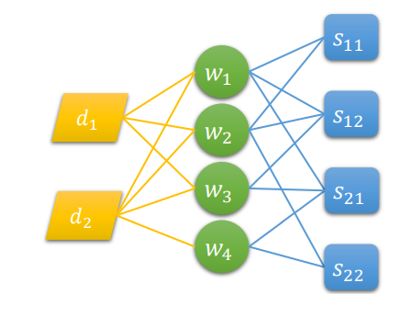 d₁
d₂
w₁
w₂
w₃
w₄
s₁₁
s₁₂
s₂₁
s₂₂